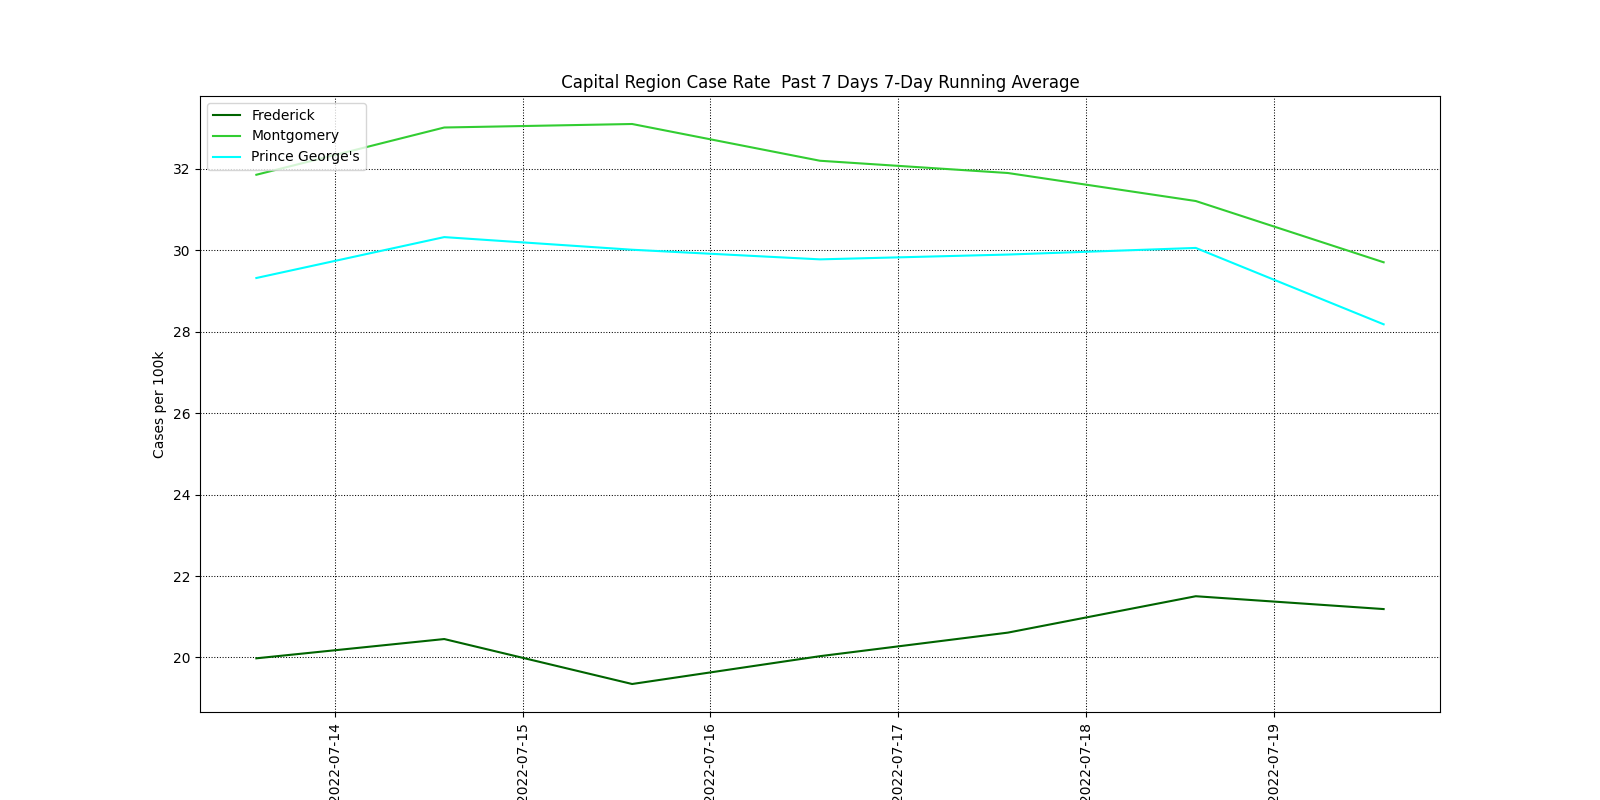 Capital Region Case Rate  Past 7 Days 7-Day Running Average
Frederick
Montgomery
Prince George's
Cases per 100k
32
30
28
26
24
22
20
2022-07-14
2022-07-15
2022-07-16
2022-07-17
2022-07-18
2022-07-19